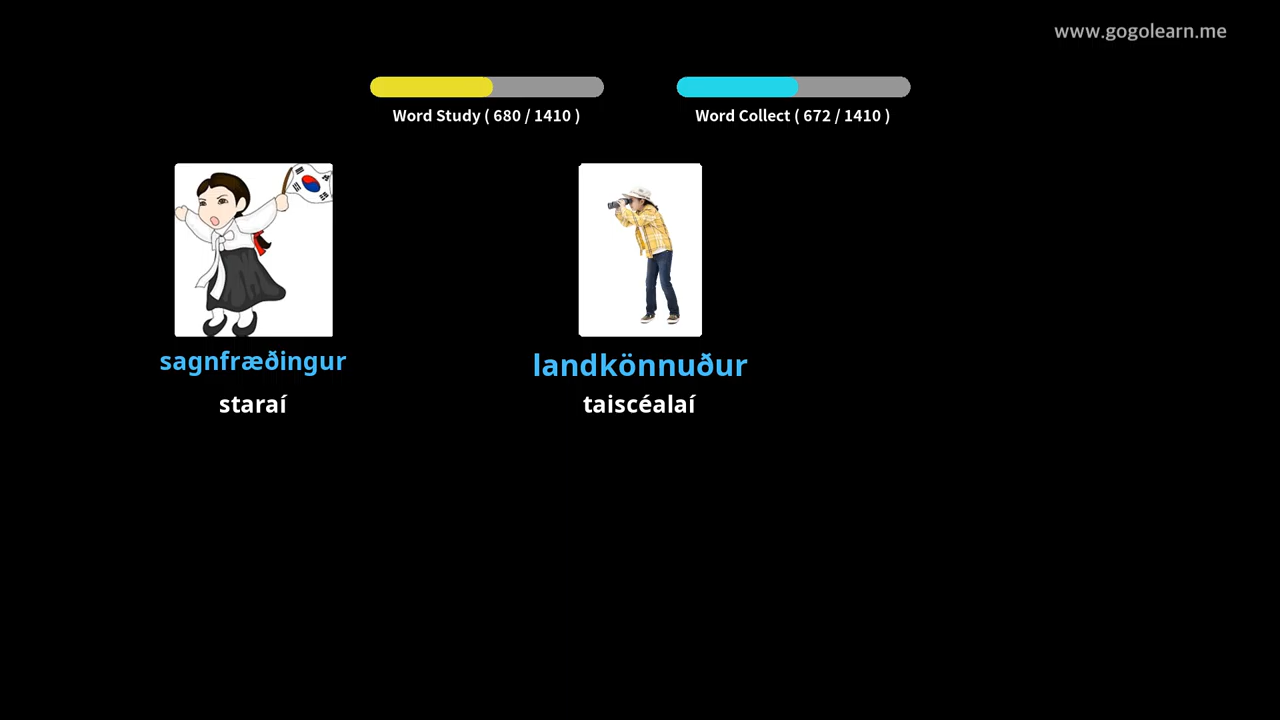 www.gogolearn.me
Word Study ( 680 / 1410 )
Word Collect ( 672 / 1410 )
sagnfræðingur
staraí
landkönnuður
taiscéalaí